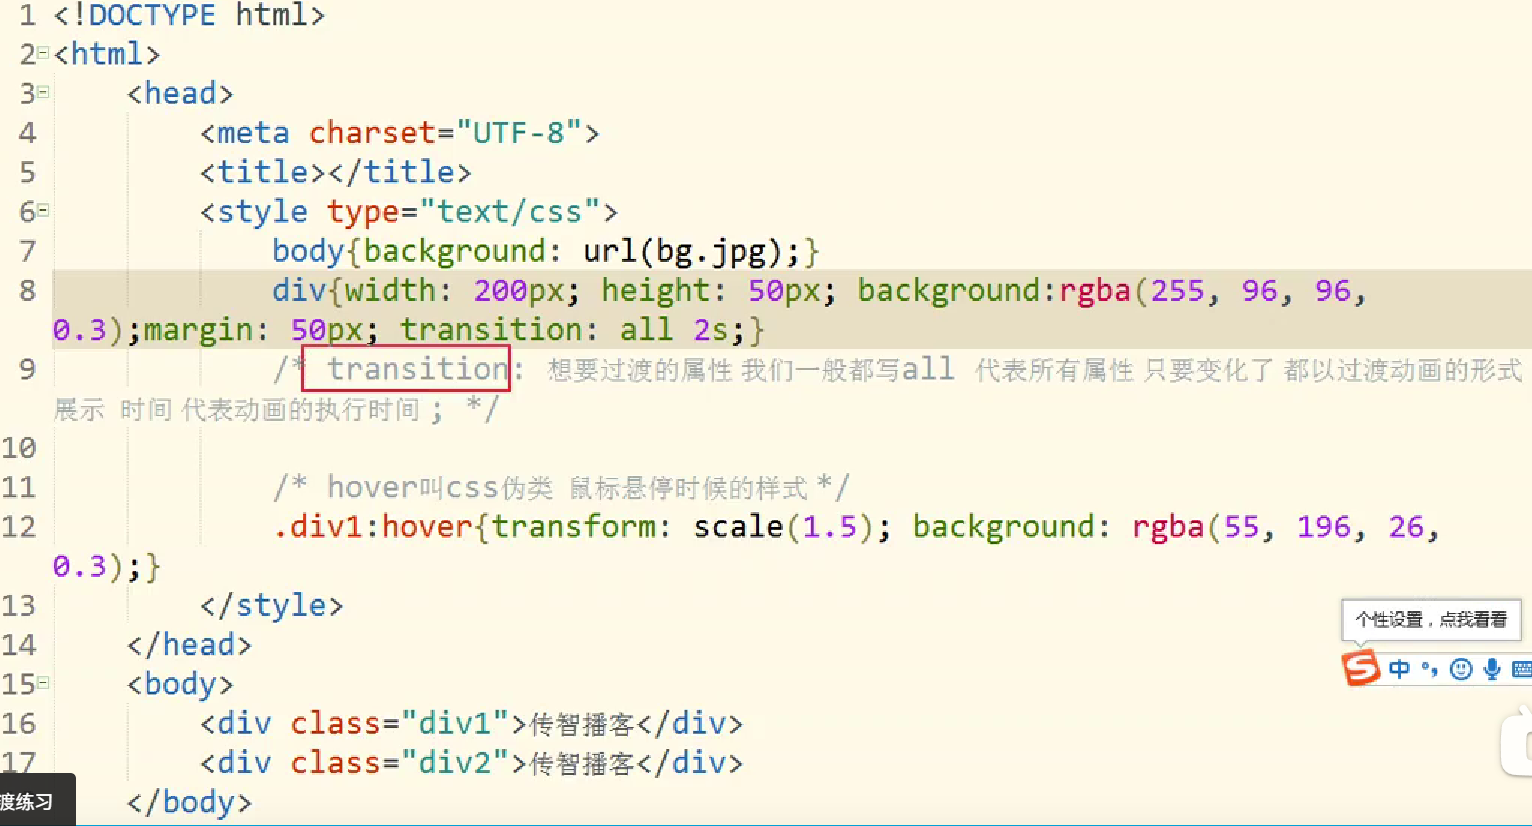 1 <!DOCTYPE html>
2 <html>
3 <head>
4 <meta charset="UTF-8">
5 <title></title>
6 <style type="text/css">
7 body{background: url(bg.jpg);}
8 div{width: 200px; height: 50px; background:rgba(255, 96, 96,
0.3);margin: 50px; transition: all 2s;}
9 /* transition: 想要过渡的属性 我们一般都写all 代表所有属性 只要变化了 都以过渡动画的形式
展示 时间 代表动画的执行时间 ; */
10
11 /* hover叫css伪类 鼠标悬停时候的样式 */
12 .div1:hover{transform: scale(1.5); background: rgba(55, 196, 26,
0.3);}
13 </style>
14 </head>
15 <body>
16 <div class="div1">传智播客</div>
17 <div class="div2">传智播客</div>
</body>
个性设置，点我看看
中
渡练习